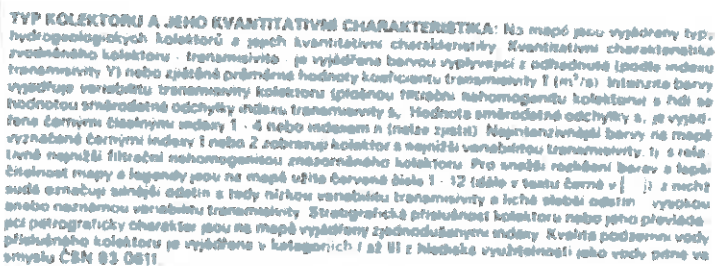 TYP KOLEKTORU A JEHO KVANTITATIVNÍ CHARAKTERISTIKA: Na mapě jsou vyjádřeny typy
hydrogeologických kolektorů a jejich kvantitativní charakteristiky. Kvantitativní charakteristika
zvodněného kolektoru - transmisivita - je vyjádřena barvou vyplývající z odhadnuté (podle indexu
transmisivity Y) nebo zjištěné průměrné hodnoty koeficientu transmisivity T (m²/s). Intenzita barvy
vyjadřuje variabilitu transmisivity kolektoru (plošnou filtrační nehomogenitu kolektoru) a řídí se
hodnotou směrodatné odchylky indexu transmisivity s. Hodnota směrodatné odchylky s, je vyjád-
řena černými číselnými indexy 1 - 4 nebo indexem n (nelze zjistit). Nejintenzivnější barvy na mapě
vyznačené černými indexy 1 nebo 2 zobrazují kolektor s nejnižší variabilitou transmisivity, tj. s rela-
tivně nejnižší filtrační nehomogenitou znázorněného kolektoru. Pro snažší rozlišení barev a lepší
čitelnost mapy a legendy jsou na mapě užita červená čísla 1 - 12 (dále v textu černě v [ ]), z nichž
sudá označují silnější odstín a tedy nízkou variabilitu transmisivity a lichá slabší odstín - vysokou
anebo neznámou variabilitu transmisivity. Stratigrafická příslušnost kolektoru nebo jeho převláda-
jící petrografický charakter jsou na mapě vyjádřeny zjednodušenými indexy. Kvalita podzemní vody
příslušného kolektoru je vyjádřena v kategoriích I až III z hlediska využitelnosti jako vody pitné ve
smyslu ČSN 83 0611.